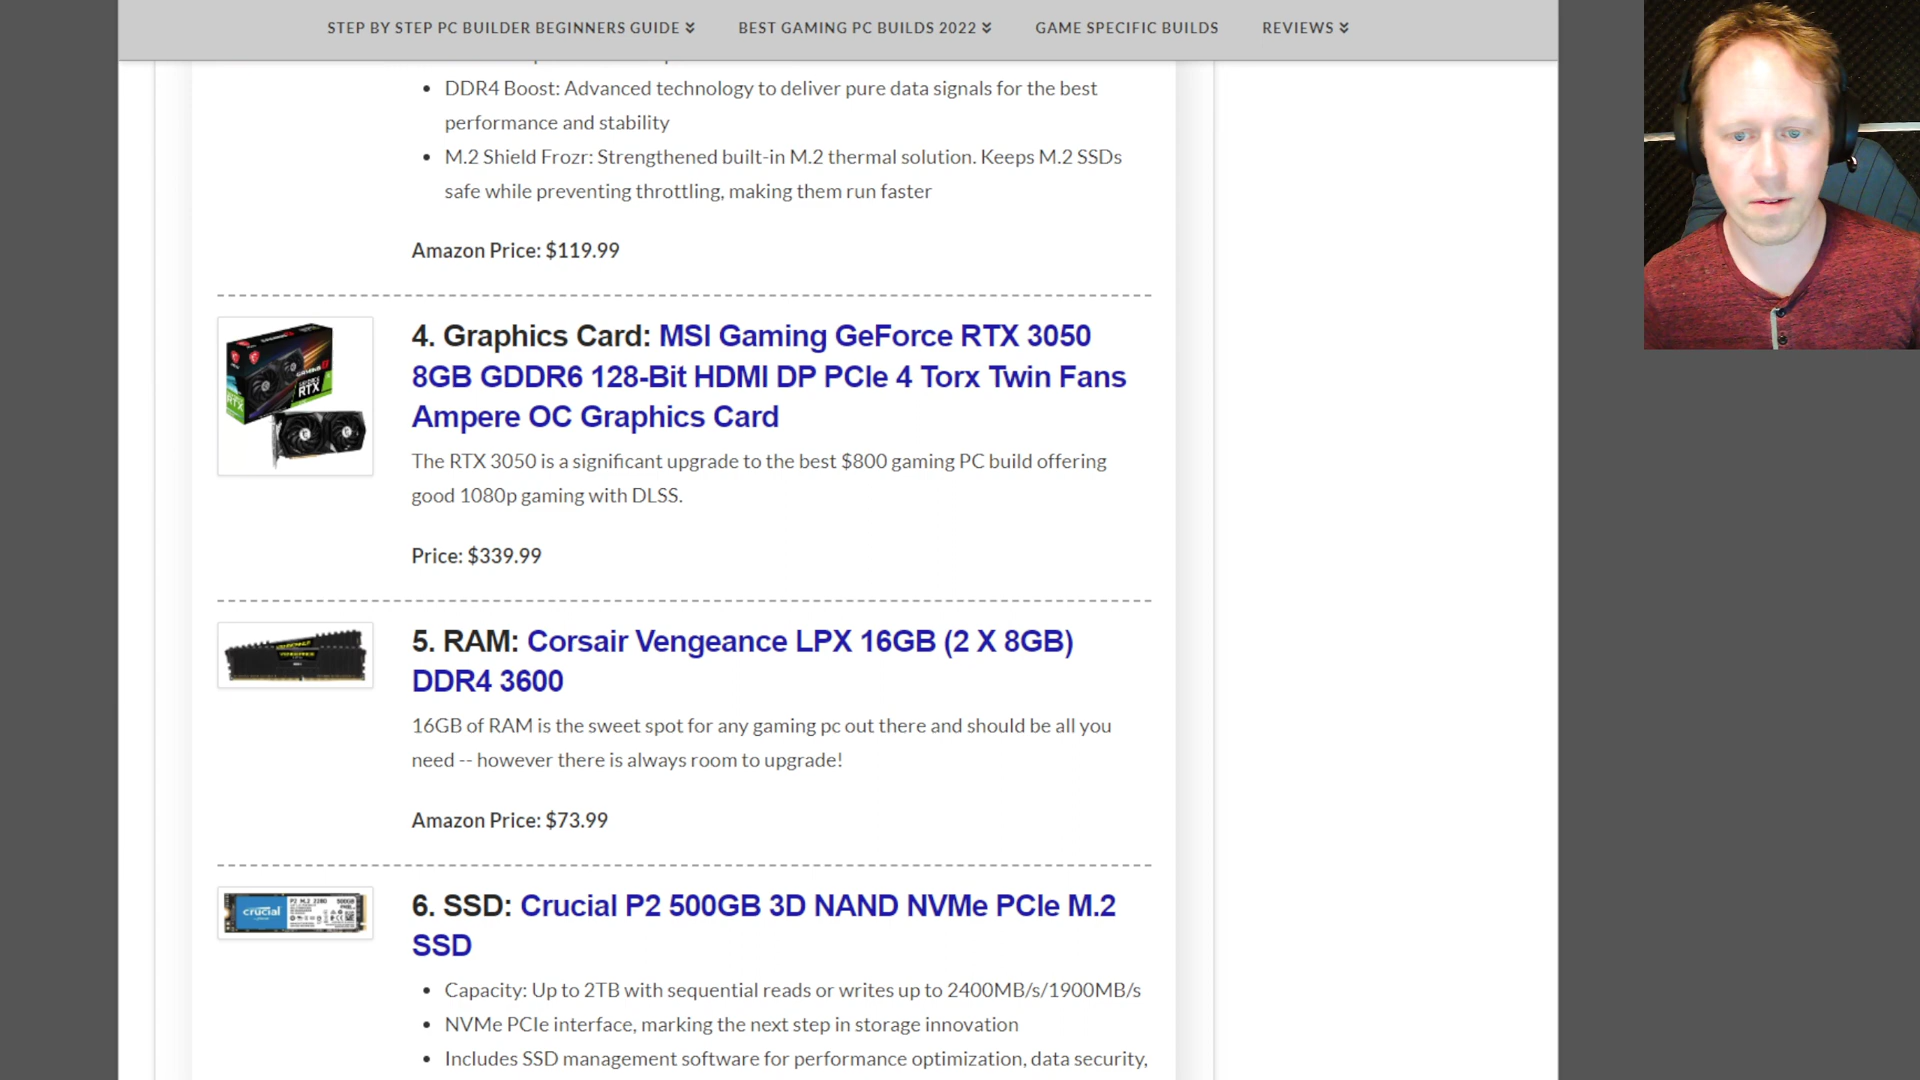 STEP BY STEP PC BUILDER BEGINNERS GUIDE
BEST GAMING PC BUILDS 2022
GAME SPECIFIC BUILDS
REVIEWS
DDR4 Boost: Advanced technology to deliver pure data signals for the best
performance and stability
M.2 Shield Frozr: Strengthened built-in M.2 thermal solution. Keeps M.2 SSDs
safe while preventing throttling, making them run faster
Amazon Price: $119.99
4. Graphics Card: MSI Gaming GeForce RTX 3050
8GB GDDR6 128-Bit HDMI DP PCIe 4 Torx Twin Fans
Ampere OC Graphics Card
The RTX 3050 is a significant upgrade to the best $800 gaming PC build offering
good 1080p gaming with DLSS.
Price: $339.99
5. RAM: Corsair Vengeance LPX 16GB (2 X 8GB)
DDR4 3600
16GB of RAM is the sweet spot for any gaming pc out there and should be all you
need -- however there is always room to upgrade!
Amazon Price: $73.99
crucial
6. SSD: Crucial P2 500GB 3D NAND NVMe PCIe M.2
SSD
Capacity: Up to 2TB with sequential reads or writes up to 2400MB/s/1900MB/s
NVMe PCIe interface, marking the next step in storage innovation
Includes SSD management software for performance optimization, data security,